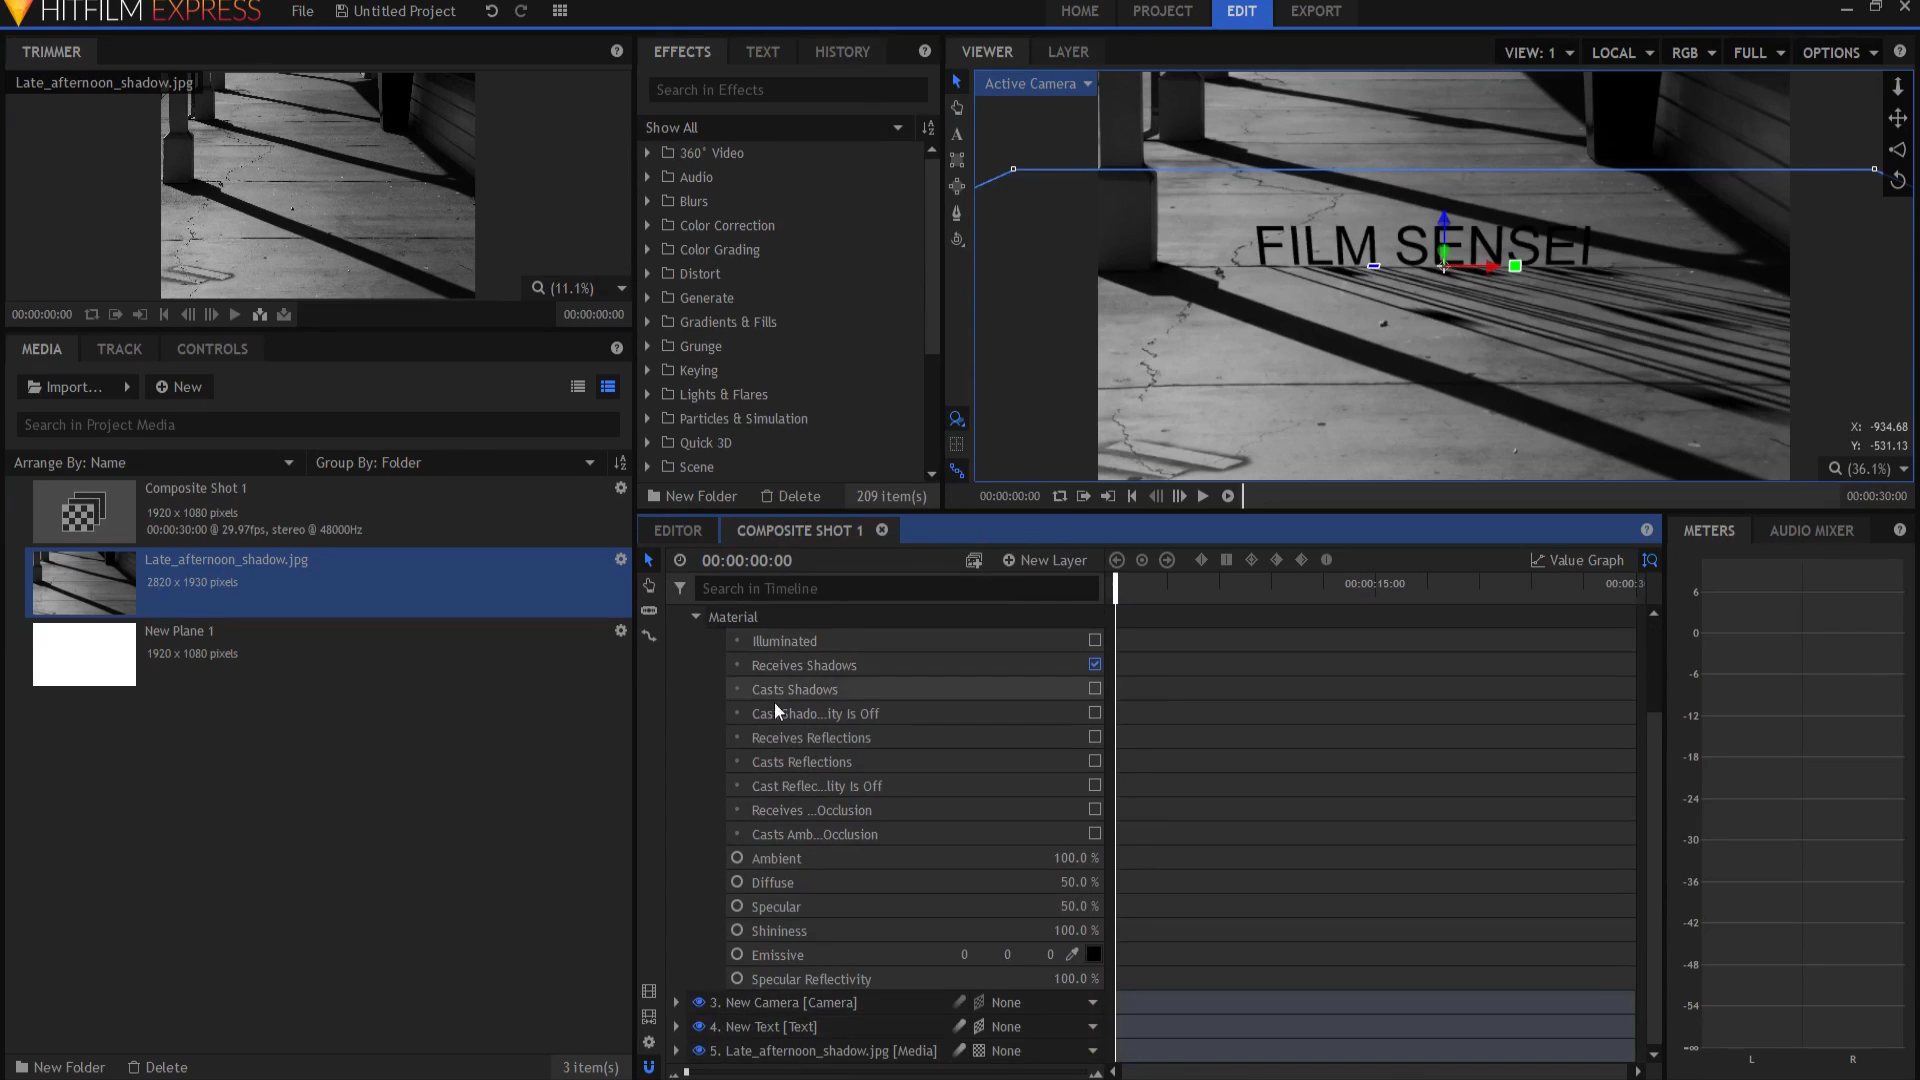 HITFILM EXPRESS
File
Untitled Project
HOME
PROJECT
EDIT
EXPORT
TRIMMER
Late_afternoon_shadow.jpg
(11.1%)
00:00:00:00
00:00:00:00
MEDIA
TRACK
CONTROLS
Import...
New
Search in Project Media
Arrange By: Name
Group By: Folder
Composite Shot 1
1920 x 1080 pixels
00:00:30:00 @ 29.97fps, stereo @ 48000Hz
Late_afternoon_shadow.jpg
2820 x 1930 pixels
New Plane 1
1920 x 1080 pixels
New Folder
Delete
3 item(s)
EFFECTS
TEXT
HISTORY
Search in Effects
Show All
360° Video
Audio
Blurs
Color Correction
Color Grading
Distort
Generate
Gradients & Fills
Grunge
Keying
Lights & Flares
Particles & Simulation
Quick 3D
Scene
New Folder
Delete
209 item(s)
VIEWER
LAYER
VIEW: 1
LOCAL
RGB
FULL
OPTIONS
Active Camera
FILM SENSEI
X: -934.68
Y: -531.13
(36.1%)
00:00:00:00
00:00:30:00
EDITOR
COMPOSITE SHOT 1
00:00:00:00
New Layer
Value Graph
Search in Timeline
00:00:15:00
00:00:3
Material
Illuminated
Receives Shadows
Casts Shadows
Cast Shado...ity Is Off
Receives Reflections
Casts Reflections
Cast Reflec...lity Is Off
Receives ...Occlusion
Casts Amb...Occlusion
Ambient 100.0 %
Diffuse 50.0 %
Specular 50.0 %
Shininess 100.0 %
Emissive 0 0 0
Specular Reflectivity 100.0 %
3. New Camera [Camera] None
4. New Text [Text] None
5. Late_afternoon_shadow.jpg [Media] None
METERS
AUDIO MIXER
6
0
-6
-12
-18
-24
-30
-36
-42
-48
-54
-∞
L
R